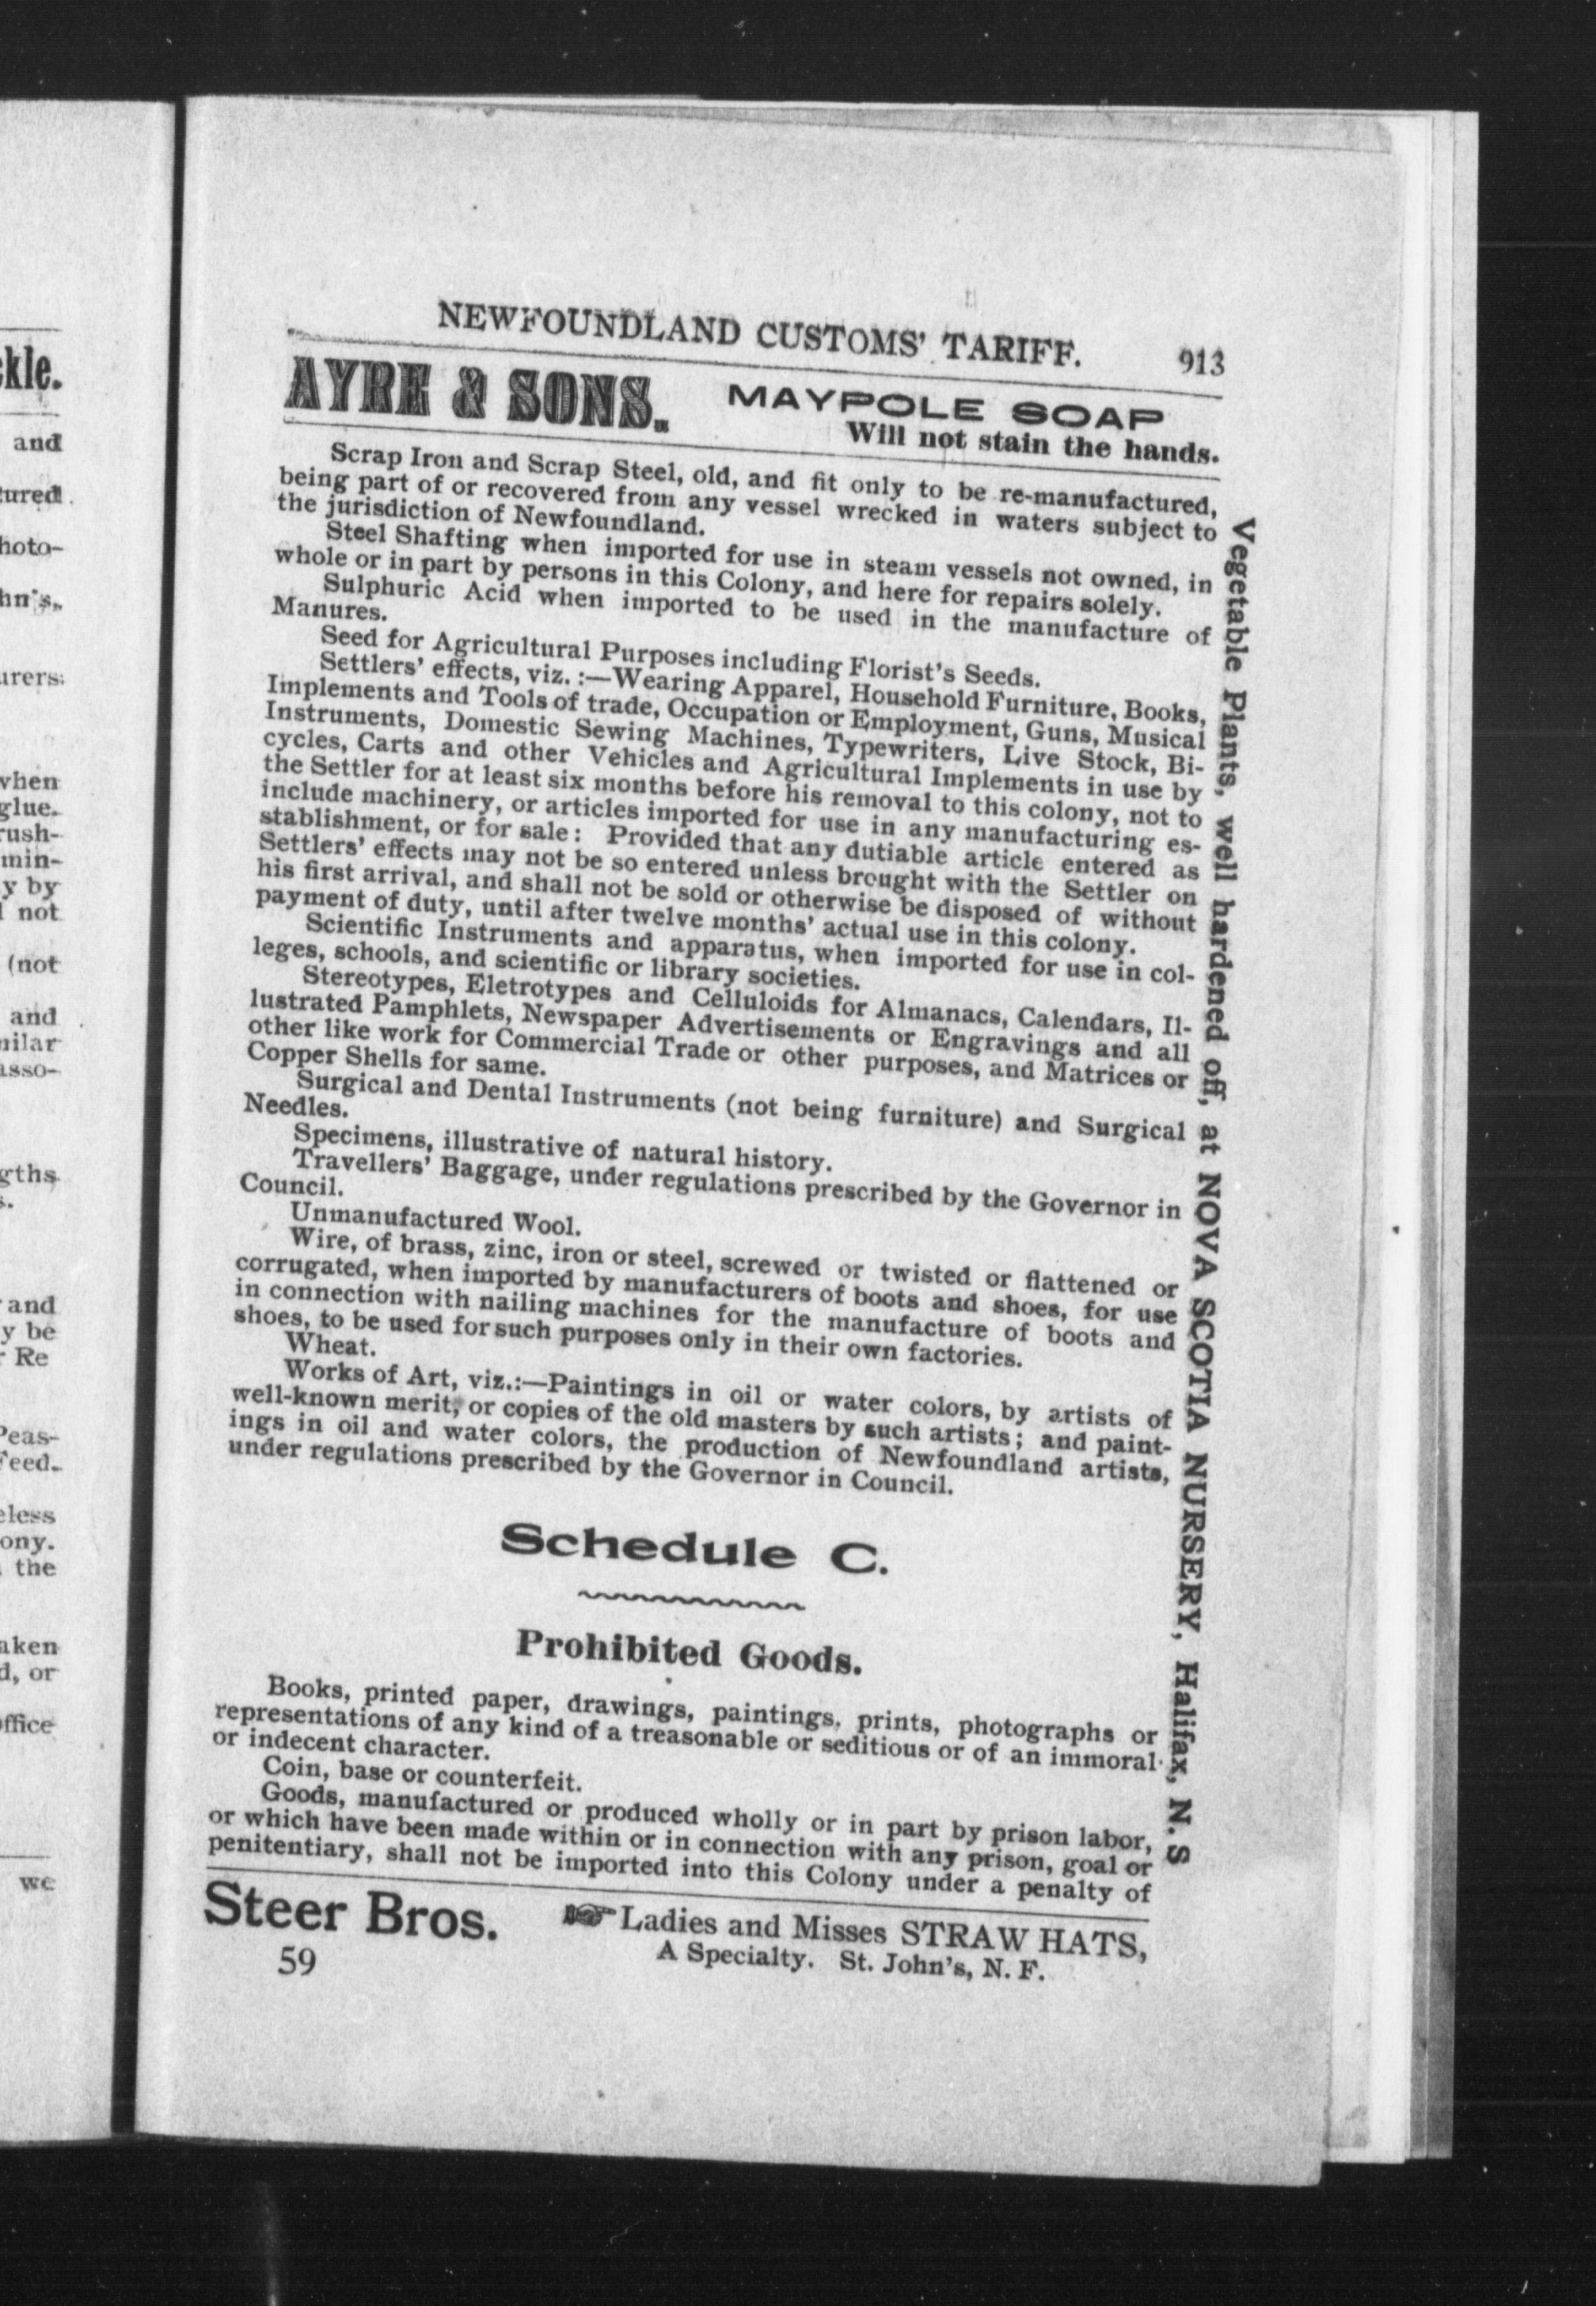 NEWFOUNDLAND CUSTOMS' TARIFF. 913
AYRE & SONS. MAYPOLE SOAP
Will not stain the hands.
Scrap Iron and Scrap Steel, old, and fit only to be re-manufactured,
being part of or recovered from any vessel wrecked in waters subject to
the jurisdiction of Newfoundland.
Steel Shafting when imported for use in steam vessels not owned, in
whole or in part by persons in this Colony, and here for repairs solely.
Sulphuric Acid when imported to be used in the manufacture of
Manures.
Seed for Agricultural Purposes including Florist's Seeds.
Settlers' effects, viz. :—Wearing Apparel, Household Furniture, Books,
Implements and Tools of trade, Occupation or Employment, Guns, Musical
Instruments, Domestic Sewing Machines, Typewriters, Live Stock, Bi-
cycles, Carts and other Vehicles and Agricultural Implements in use by
the Settler for at least six months before his removal to this colony, not to
include machinery, or articles imported for use in any manufacturing es-
stablishment, or for sale: Provided that any dutiable article entered as
Settlers' effects may not be so entered unless brought with the Settler on
his first arrival, and shall not be sold or otherwise be disposed of without
payment of duty, until after twelve months' actual use in this colony.
Scientific Instruments and apparatus, when imported for use in col-
leges, schools, and scientific or library societies.
Stereotypes, Eletrotypes and Celluloids for Almanacs, Calendars, Il-
lustrated Pamphlets, Newspaper Advertisements or Engravings and all
other like work for Commercial Trade or other purposes, and Matrices or
Copper Shells for same.
Surgical and Dental Instruments (not being furniture) and Surgical
Needles.
Specimens, illustrative of natural history.
Travellers' Baggage, under regulations prescribed by the Governor in
Council.
Unmanufactured Wool.
Wire, of brass, zinc, iron or steel, screwed or twisted or flattened or
corrugated, when imported by manufacturers of boots and shoes, for use
in connection with nailing machines for the manufacture of boots and
shoes, to be used for such purposes only in their own factories.
Wheat.
Works of Art, viz.:—Paintings in oil or water colors, by artists of
well-known merit, or copies of the old masters by such artists; and paint-
ings in oil and water colors, the production of Newfoundland artists,
under regulations prescribed by the Governor in Council.
Schedule C.
Prohibited Goods.
Books, printed paper, drawings, paintings, prints, photographs or
representations of any kind of a treasonable or seditious or of an immoral
or indecent character.
Coin, base or counterfeit.
Goods, manufactured or produced wholly or in part by prison labor,
or which have been made within or in connection with any prison, goal or
penitentiary, shall not be imported into this Colony under a penalty of
Steer Bros. Ladies and Misses STRAW HATS,
A Specialty. St. John's, N. F.
59
Vegetable Plants, well hardened off, at NOVA SCOTIA NURSERY, Halifax, N. S
and
hoto-
when
glue.
rush-
min-
y by
not
(not
and
gths
and
y be
Re
Feed.
ony.
the
d, or
we